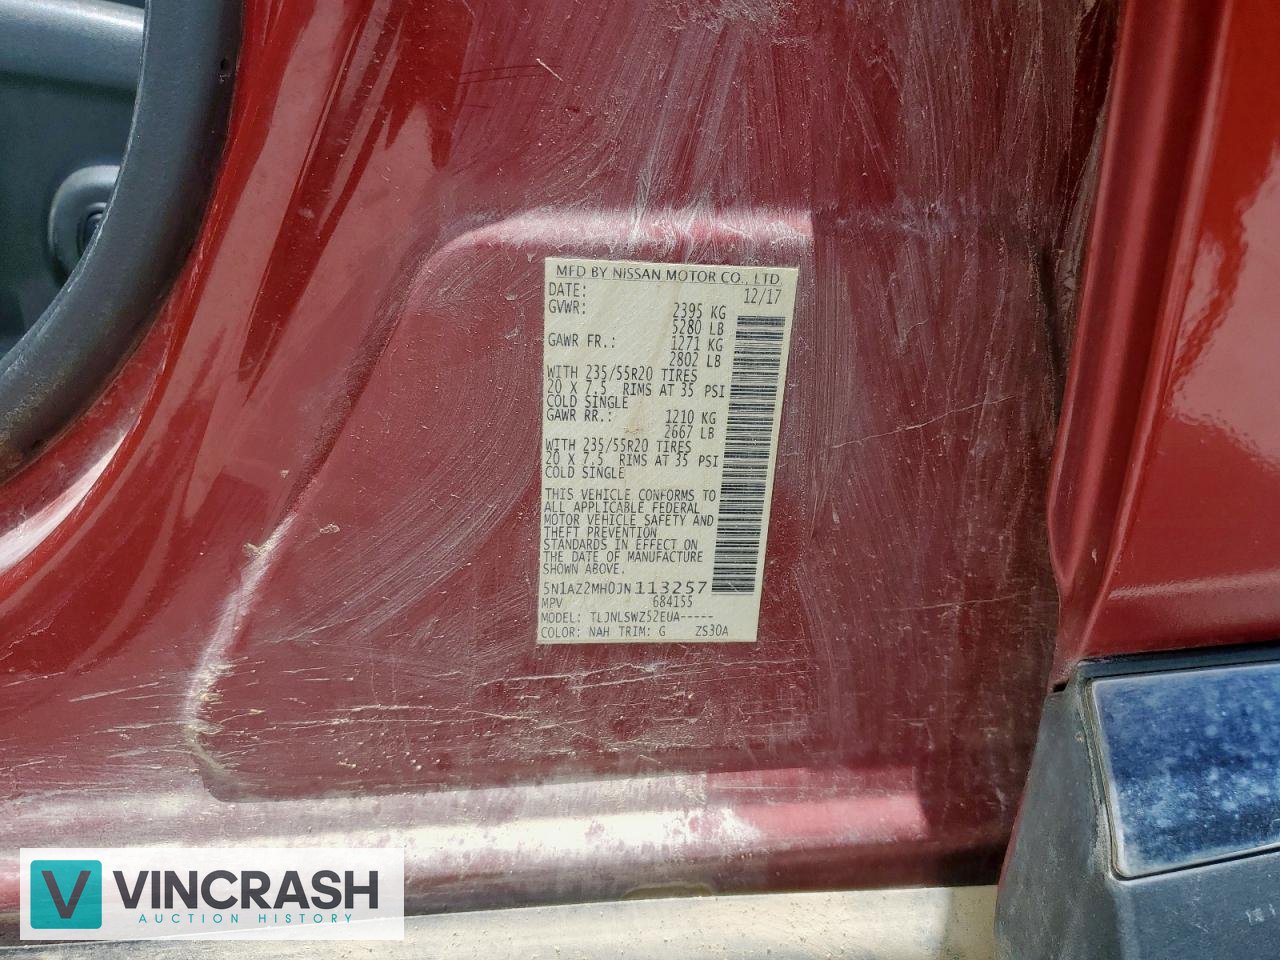 MFD BY NISSAN MOTOR CO., LTD.
DATE: 12/17
GVWR: 2395 KG
5280 LB
GAWR FR.: 1271 KG
2802 LB
WITH 235/55R20 TIRES
20 X 7.5 RIMS AT 35 PSI
COLD SINGLE
GAWR RR.: 1210 KG
2667 LB
WITH 235/55R20 TIRES
20 X 7.5 RIMS AT 35 PSI
COLD SINGLE
THIS VEHICLE CONFORMS TO
ALL APPLICABLE FEDERAL
MOTOR VEHICLE SAFETY AND
THEFT PREVENTION
STANDARDS IN EFFECT ON
THE DATE OF MANUFACTURE
SHOWN ABOVE.
5N1AZ2MH0JN113257
MPV 684155
MODEL: TLJNLSWZ52EUA-----
COLOR: NAH TRIM: G ZS30A
V VINCRASH
AUCTION HISTORY